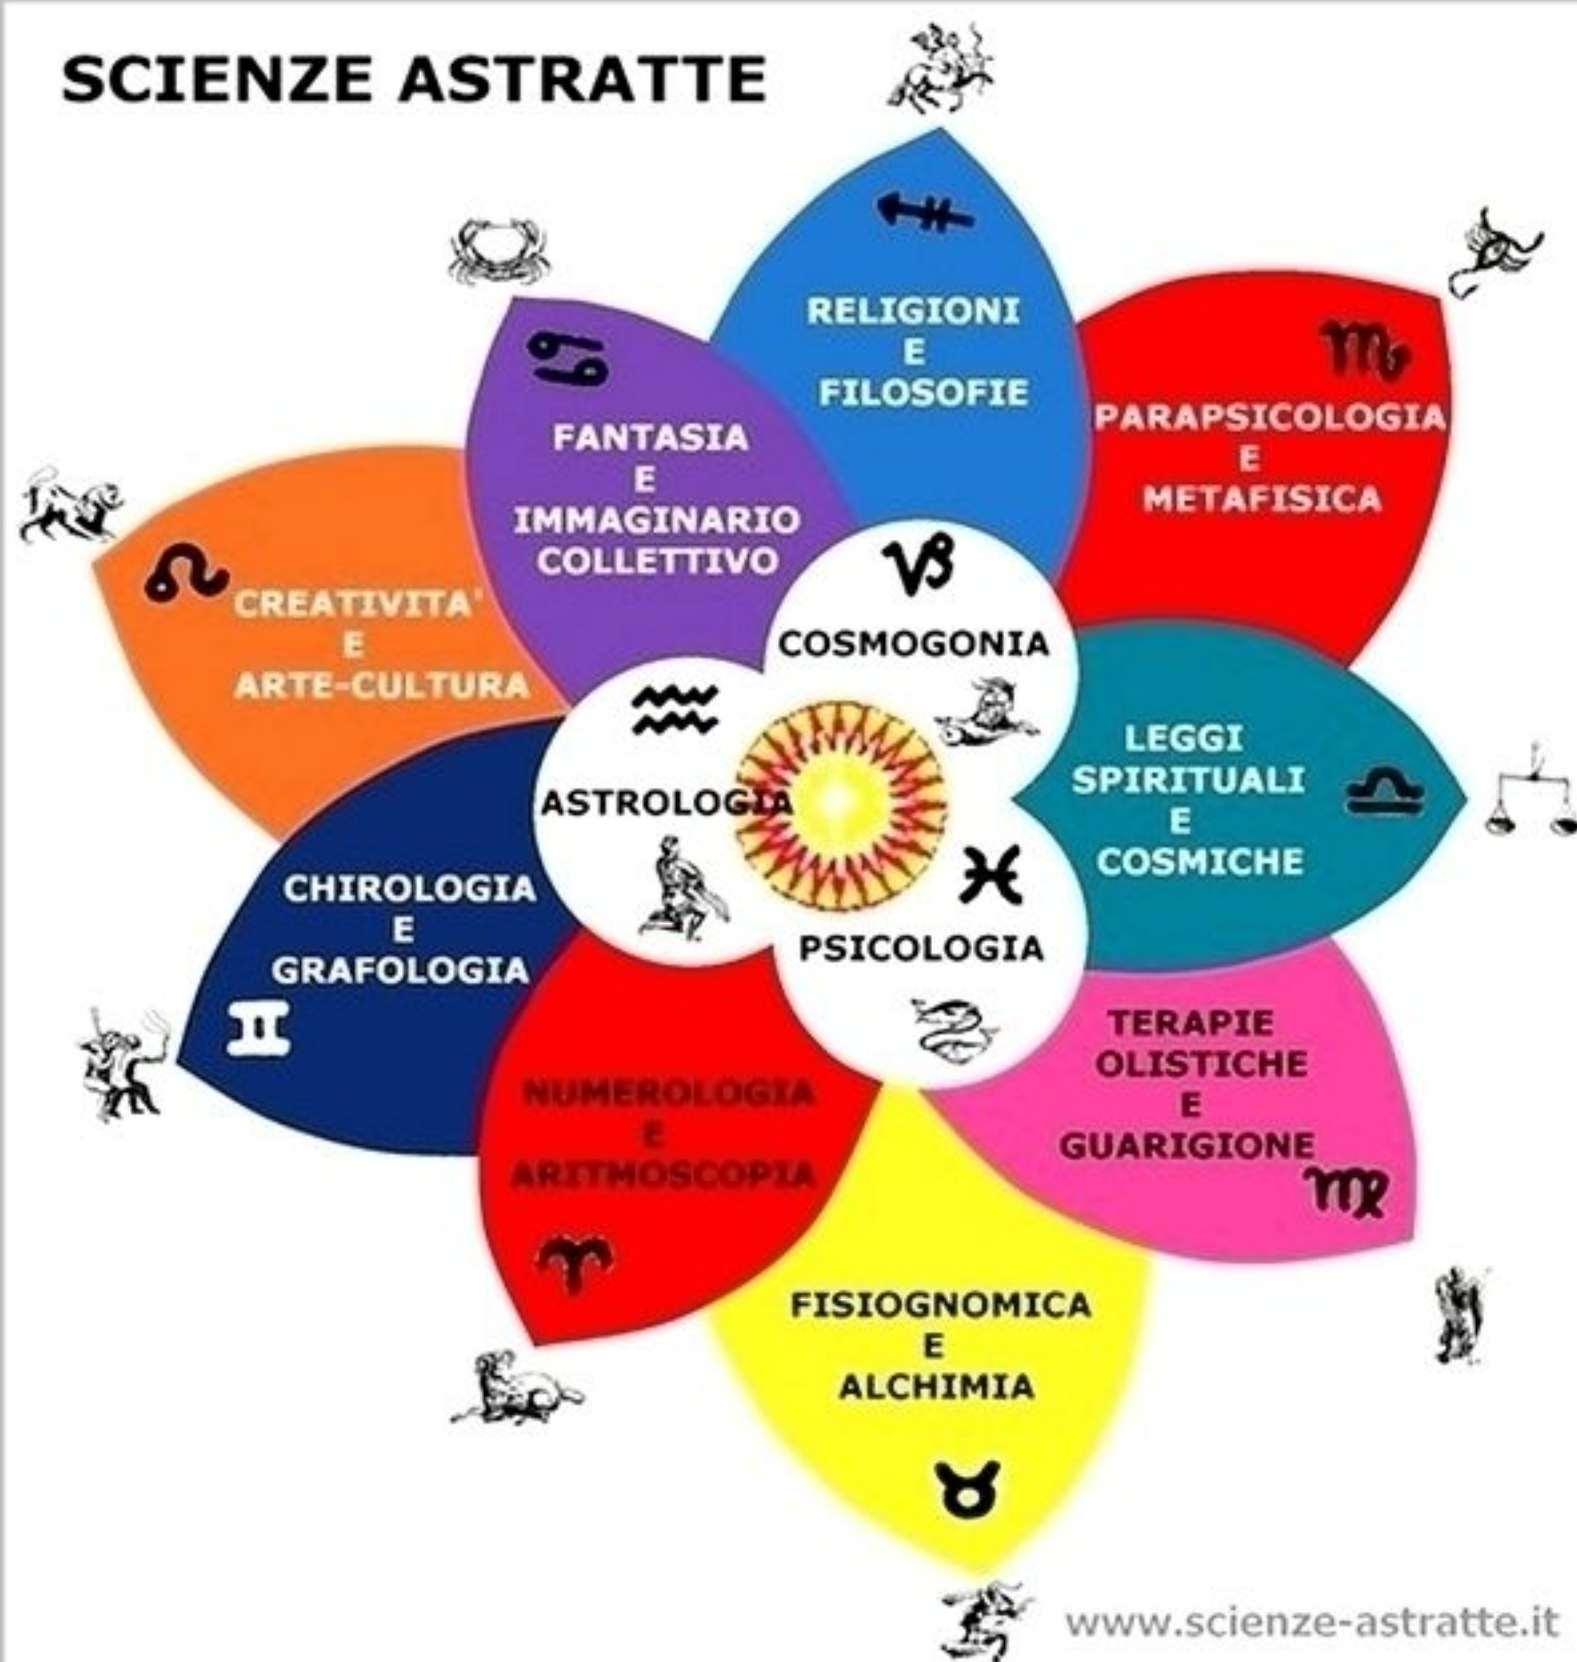 SCIENZE ASTRATTE
RELIGIONI
E
FILOSOFIE
PARAPSICOLOGIA
E
METAFISICA
FANTASIA
E
IMMAGINARIO
COLLETTIVO
CREATIVITA'
E
ARTE-CULTURA
COSMOGONIA
LEGGI
SPIRITUALI
E
COSMICHE
ASTROLOGIA
CHIROLOGIA
E
GRAFOLOGIA
PSICOLOGIA
TERAPIE
OLISTICHE
E
GUARIGIONE
NUMEROLOGIA
E
ARITMOSCOPIA
FISIOGNOMICA
E
ALCHIMIA
www.scienze-astratte.it